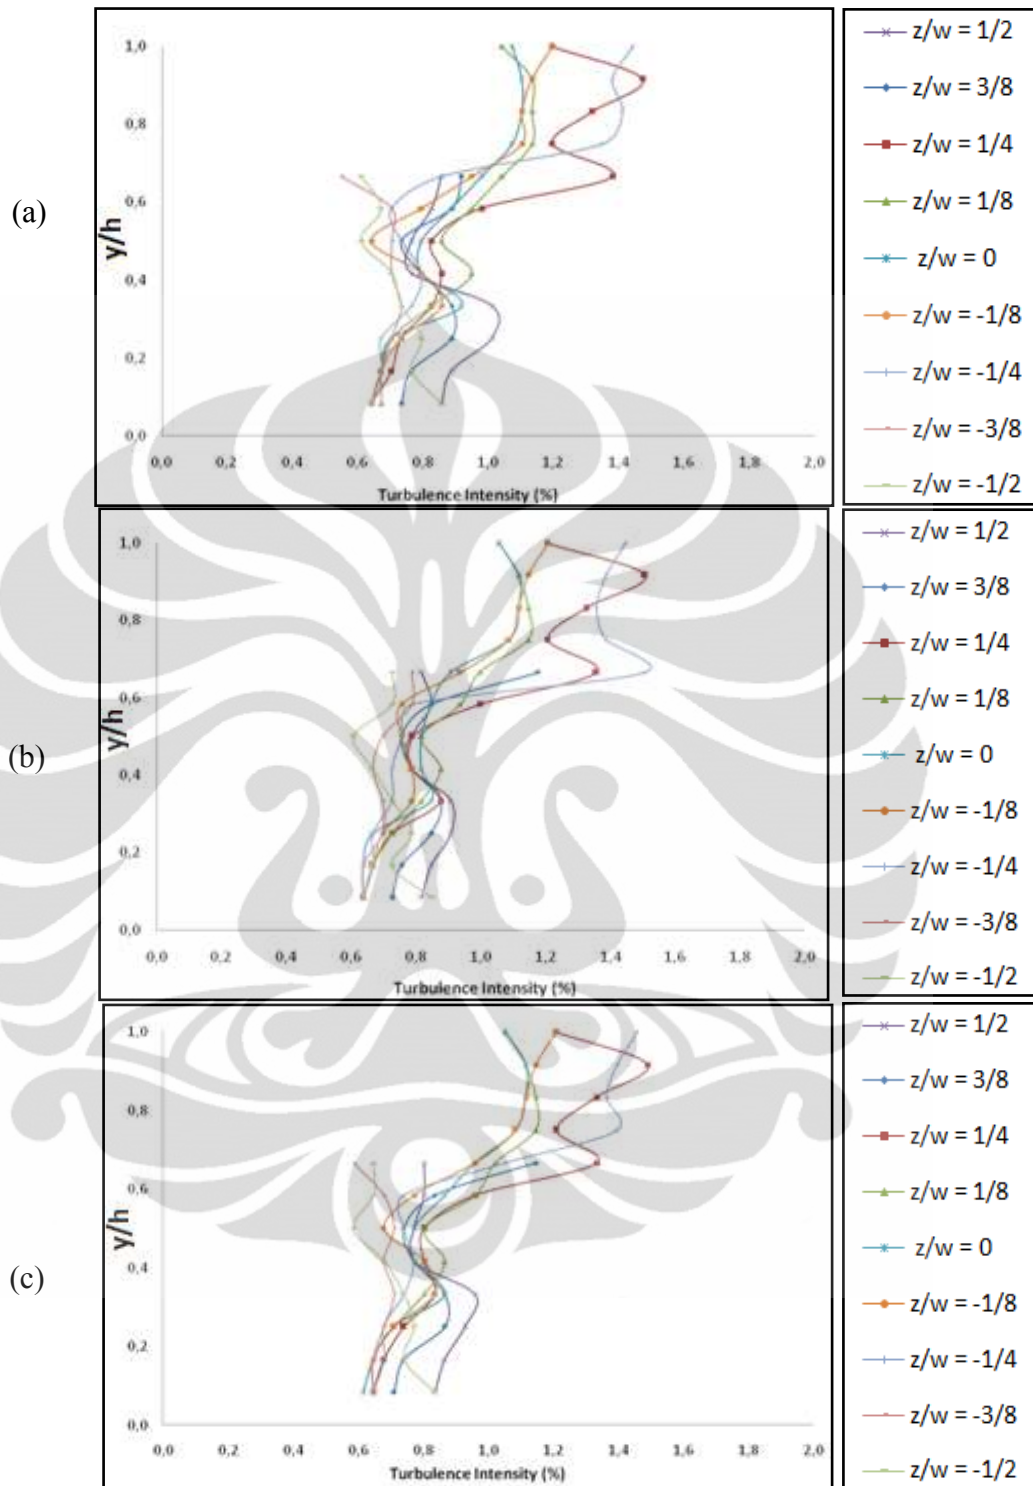 (a)
y/h
1,0
0,8
0,6
0,4
0,2
0,0
0,0 0,2 0,4 0,6 0,8 1,0 1,2 1,4 1,6 1,8 2,0
Turbulence Intensity (%)
z/w = 1/2
z/w = 3/8
z/w = 1/4
z/w = 1/8
z/w = 0
z/w = -1/8
z/w = -1/4
z/w = -3/8
z/w = -1/2
(b)
y/h
1,0
0,8
0,6
0,4
0,2
0,0
0,0 0,2 0,4 0,6 0,8 1,0 1,2 1,4 1,6 1,8 2,0
Turbulence Intensity (%)
z/w = 1/2
z/w = 3/8
z/w = 1/4
z/w = 1/8
z/w = 0
z/w = -1/8
z/w = -1/4
z/w = -3/8
z/w = -1/2
(c)
y/h
1,0
0,8
0,6
0,4
0,2
0,0
0,0 0,2 0,4 0,6 0,8 1,0 1,2 1,4 1,6 1,8 2,0
Turbulence Intensity (%)
z/w = 1/2
z/w = 3/8
z/w = 1/4
z/w = 1/8
z/w = 0
z/w = -1/8
z/w = -1/4
z/w = -3/8
z/w = -1/2